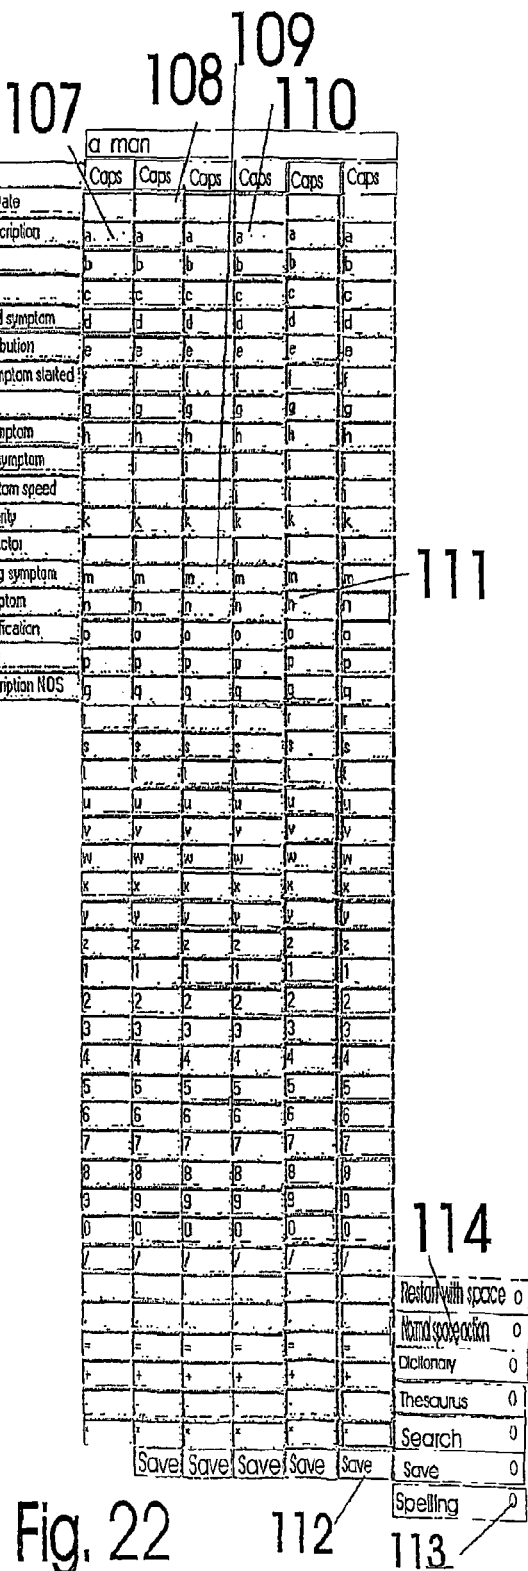 109
108
110
107
a man
Caps Caps Caps Caps Caps Caps
Date
cription
a a a a a a
b b b b b b
c c c c c c
d symptom d d d d d d
bution e e e e e e
mptom started f f f f f f
g g g g g g
mptom h h h h h h
symptom i i i i i
tom speed j j j j j
erity k k k k k k
ctor l l l l l l
g symptom m m m m m m
111
ptom n n n n n n
fication o o o o o o
p p p p p p
ription NOS q q q q q q
r r r r r r
s s s s s s
t t t t t t
u u u u u u
v v v v v v
w w w w w w
x x x x x x
y y y y y y
z z z z z z
1 1 1 1 1 1
2 2 2 2 2 2
3 3 3 3 3 3
4 4 4 4 4 4
5 5 5 5 5 5
6 6 6 6 6 6
7 7 7 7 7 7
8 8 8 8 8 8
9 9 9 9 9 9
0 0 0 0 0 0
114
/ / / / / /
Restart with space 0
. . . . . .
, , , , , ,
Normal space action 0
= = = = = =
Dictionary 0
+ + + + + +
Thesaurus 0
- - - - - -
* * * * * *
Search 0
Save Save Save Save Save
Save 0
Spelling 0
Fig. 22
112
113